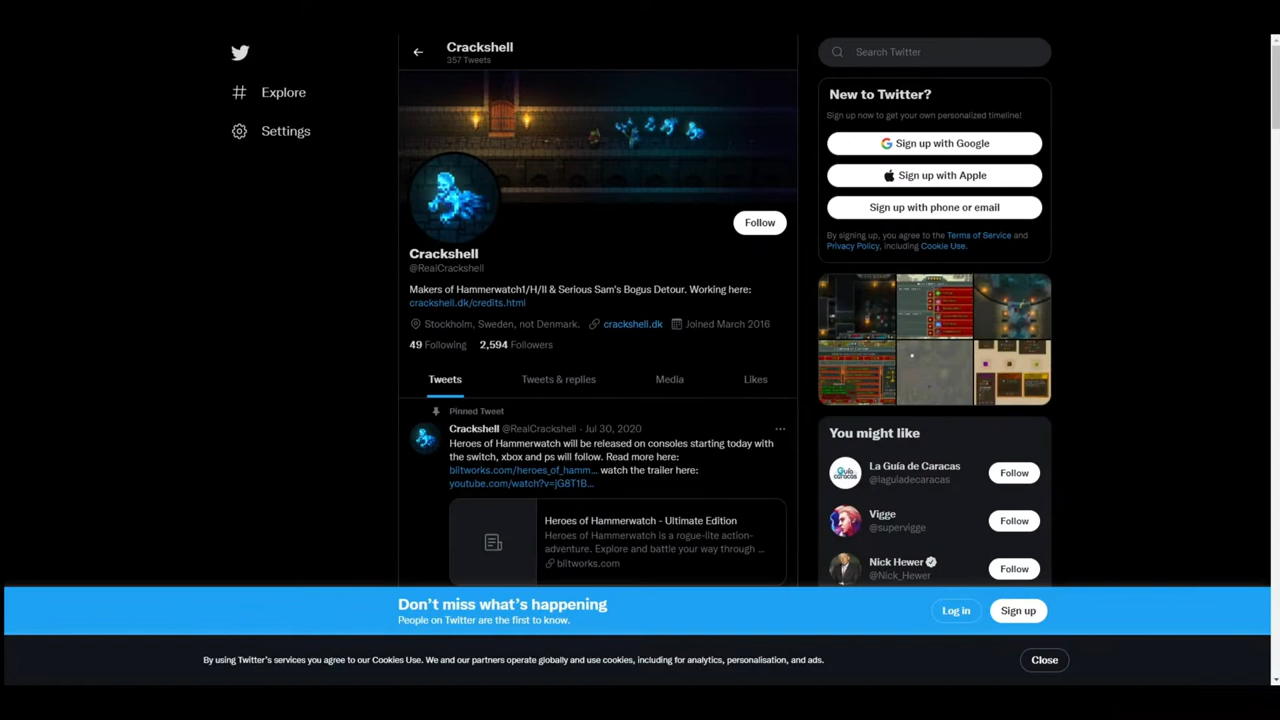 Crackshell
357 Tweets
Search Twitter
Explore
Settings
New to Twitter?
Sign up now to get your own personalized timeline!
Sign up with Google
Sign up with Apple
Sign up with phone or email
By signing up, you agree to the Terms of Service and
Privacy Policy, including Cookie Use.
Follow
Crackshell
@RealCrackshell
Makers of Hammerwatch1/H/II & Serious Sam's Bogus Detour. Working here:
crackshell.dk/credits.html
Stockholm, Sweden, not Denmark. crackshell.dk Joined March 2016
49 Following 2,594 Followers
Tweets Tweets & replies Media Likes
Pinned Tweet
Crackshell @RealCrackshell · Jul 30, 2020
Heroes of Hammerwatch will be released on consoles starting today with
the switch, xbox and ps will follow. Read more here:
blitworks.com/heroes_of_hamm... watch the trailer here:
youtube.com/watch?v=jG8T1B...
Heroes of Hammerwatch - Ultimate Edition
Heroes of Hammerwatch is a rogue-lite action-
adventure. Explore and battle your way through ...
blitworks.com
You might like
La Guía de Caracas
@laguiadecaracas
Follow
Vigge
@supervigge
Follow
Nick Hewer
@Nick_Hewer
Follow
Don't miss what's happening
People on Twitter are the first to know.
Log in
Sign up
By using Twitter's services you agree to our Cookies Use. We and our partners operate globally and use cookies, including for analytics, personalisation, and ads.
Close